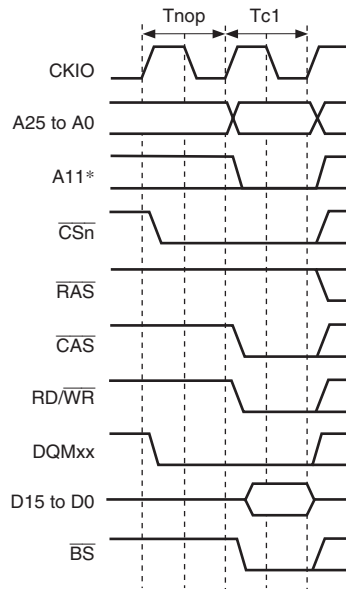 Tnop Tc1
CKIO
A25 to A0
A11*
CSn
RAS
CAS
RD/WR
DQMxx
D15 to D0
BS